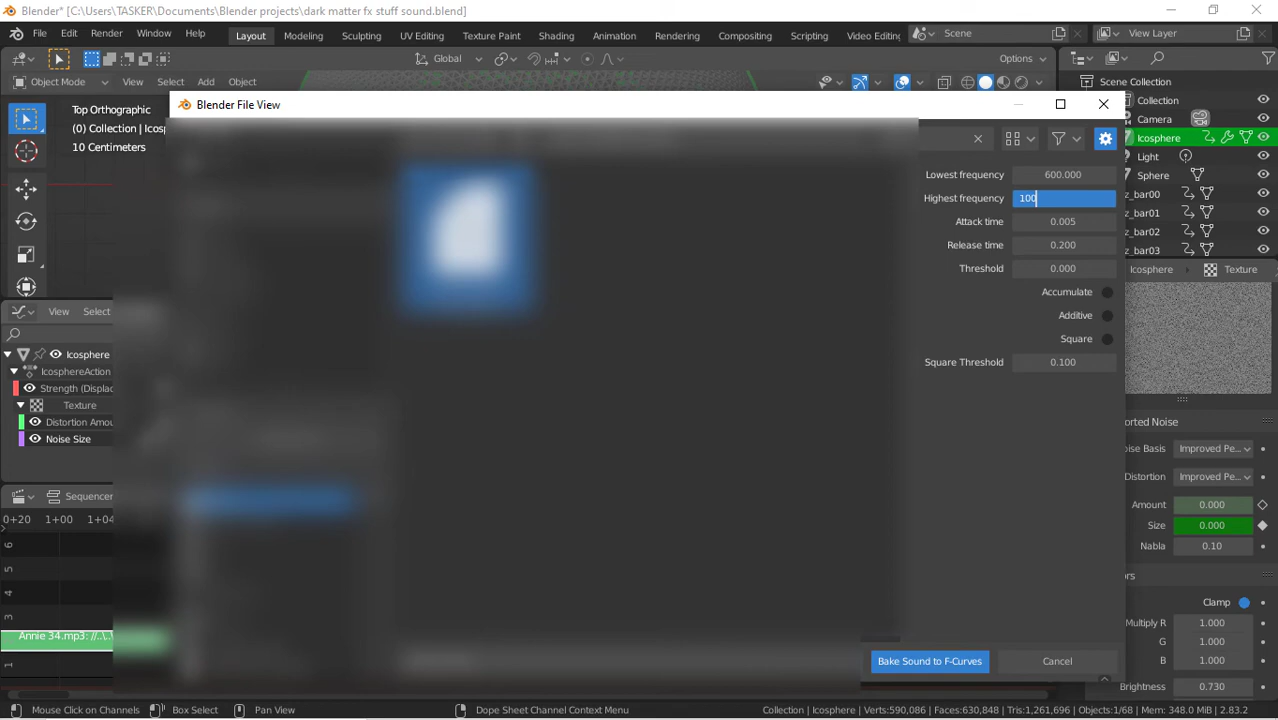 Blender* [C:\Users\TASKER\Documents\Blender projects\dark matter fx stuff sound.blend]
File Edit Render Window Help Layout Modeling Sculpting UV Editing Texture Paint Shading Animation Rendering Compositing Scripting Video Editing Scene View Layer
Global Options
Object Mode View Select Add Object Scene Collection
Collection
Top Orthographic
(0) Collection | Icosp
10 Centimeters
Blender File View
Camera
Icosphere
Light
Sphere
z_bar00
z_bar01
z_bar02
z_bar03
Lowest frequency 600.000
Highest frequency 100
Attack time 0.005
Release time 0.200
Threshold 0.000
Accumulate
Additive
Square
Square Threshold 0.100
Icosphere Texture
View Select
Icosphere
IcosphereAction
Strength (Displac
Texture
Distortion Amou
Noise Size
orted Noise
oise Basis Improved Pe...
Distortion Improved Pe...
Amount 0.000
Size 0.000
Nabla 0.10
ors
Clamp
Multiply R 1.000
G 1.000
B 1.000
Brightness 0.730
Sequencer
0+20 1+00 1+04
6
5
4
3
Annie 34.mp3: //..\..\
1
Bake Sound to F-Curves Cancel
Mouse Click on Channels Box Select Pan View Dope Sheet Channel Context Menu Collection | Icosphere | Verts:590,086 | Faces:630,848 | Tris:1,261,696 | Objects:1/68 | Mem: 348.0 MiB | 2.83.2